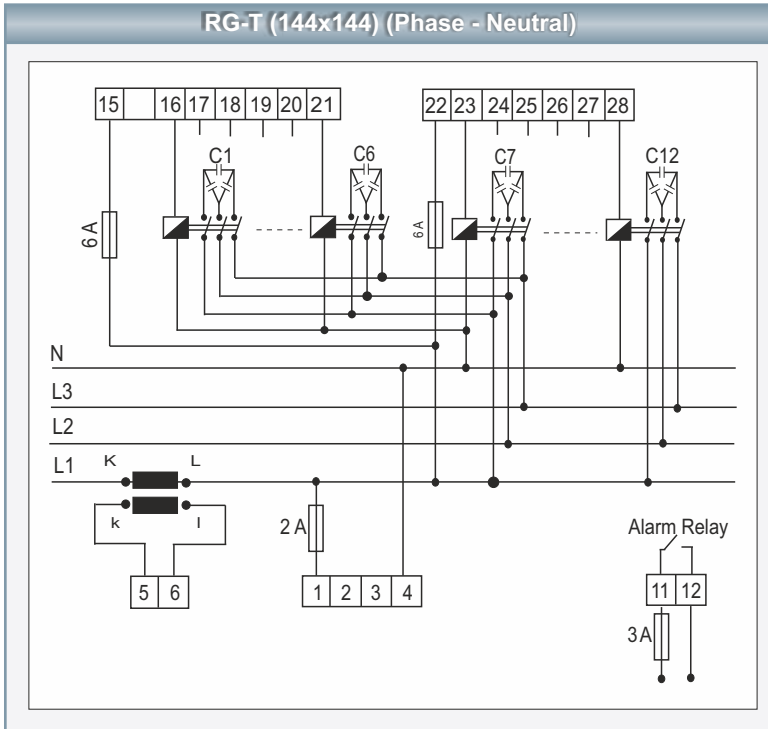 RG-T (144x144) (Phase - Neutral)
15 16 17 18 19 20 21
22 23 24 25 26 27 28
C1
C6
C7
C12
6 A
6 A
N
L3
L2
L1
K
L
k
l
2 A
5 6
1 2 3 4
Alarm Relay
11 12
3 A